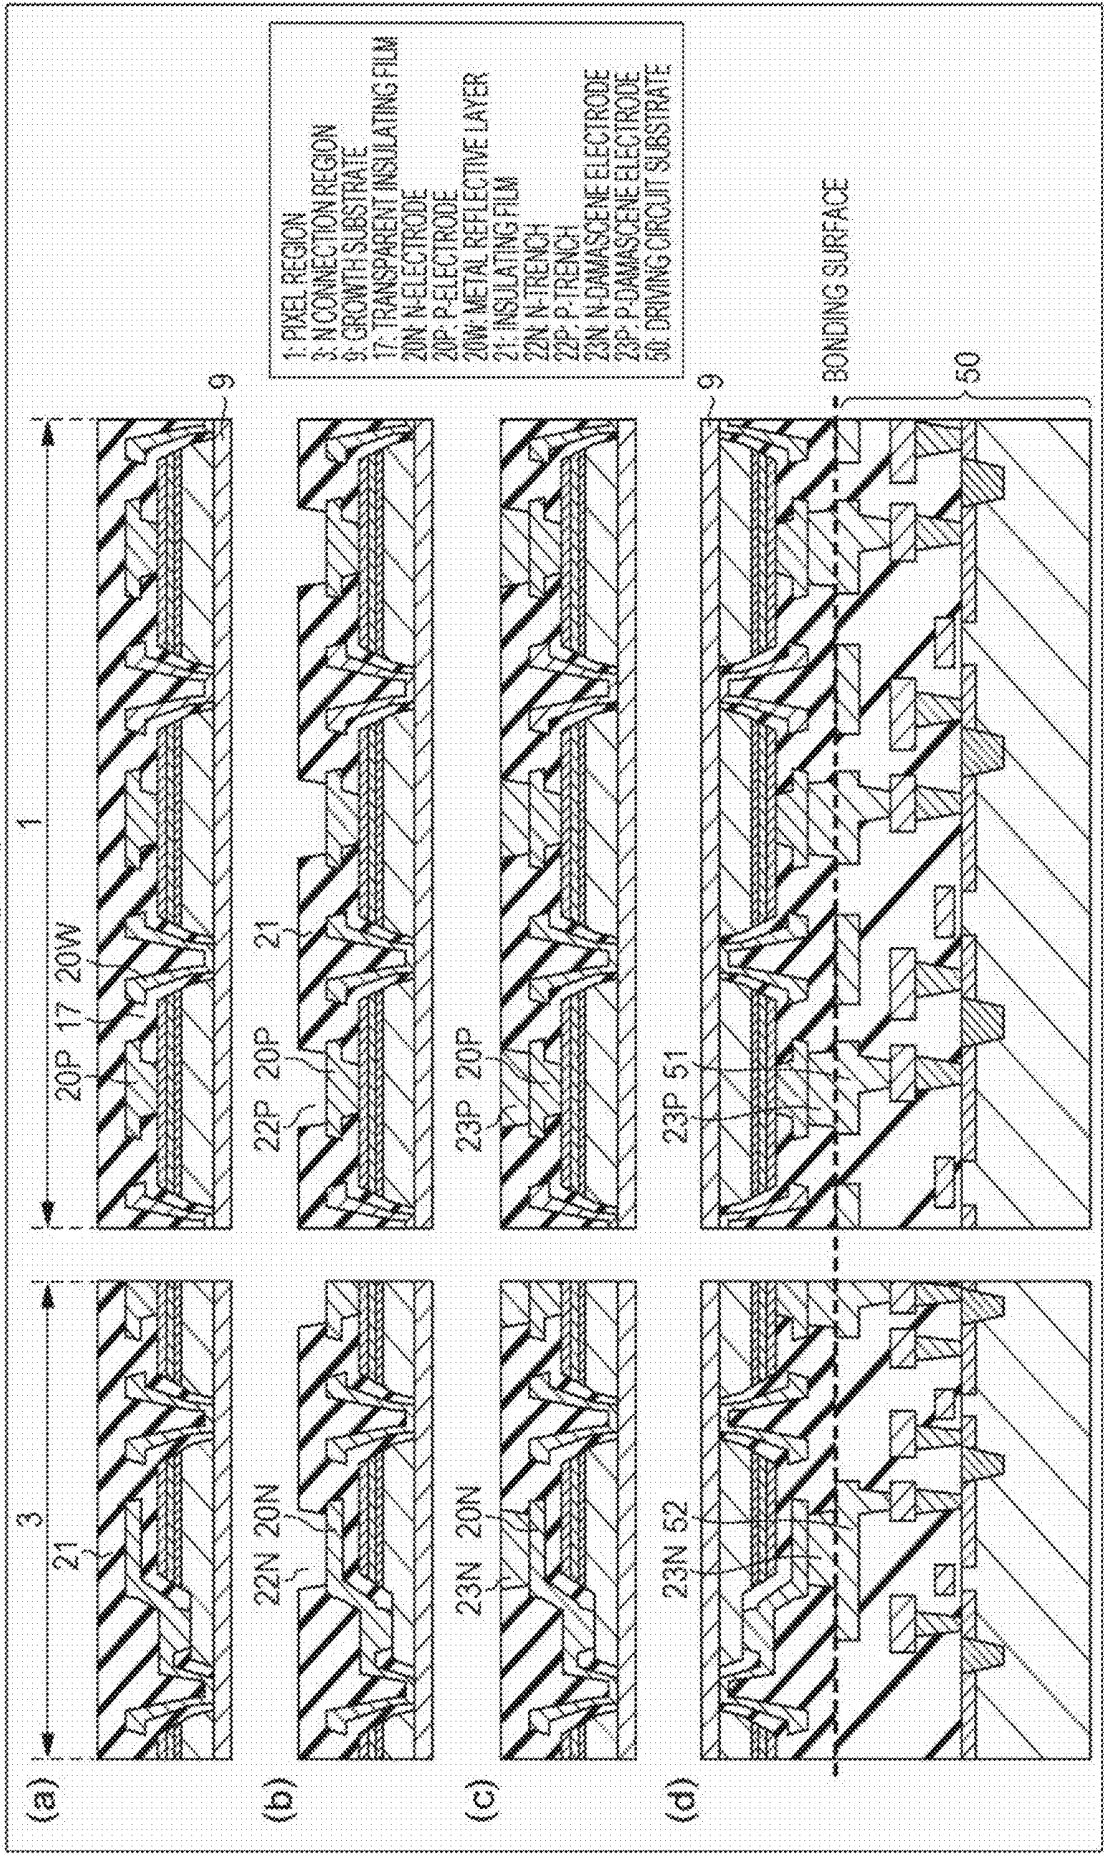 3
1
(a)
21
20P
17
20W
9
(b)
22N
20N
22P
20P
21
(c)
23N
20N
23P
20P
(d)
23N
52
23P
51
9
BONDING SURFACE
50
1: PIXEL REGION
3: N CONNECTION REGION
9: GROWTH SUBSTRATE
17: TRANSPARENT INSULATING FILM
20N: N-ELECTRODE
20P: P-ELECTRODE
20W: METAL REFLECTIVE LAYER
21: INSULATING FILM
22N: N-TRENCH
22P: P-TRENCH
23N: N-DAMASCENE ELECTRODE
23P: P-DAMASCENE ELECTRODE
50: DRIVING CIRCUIT SUBSTRATE